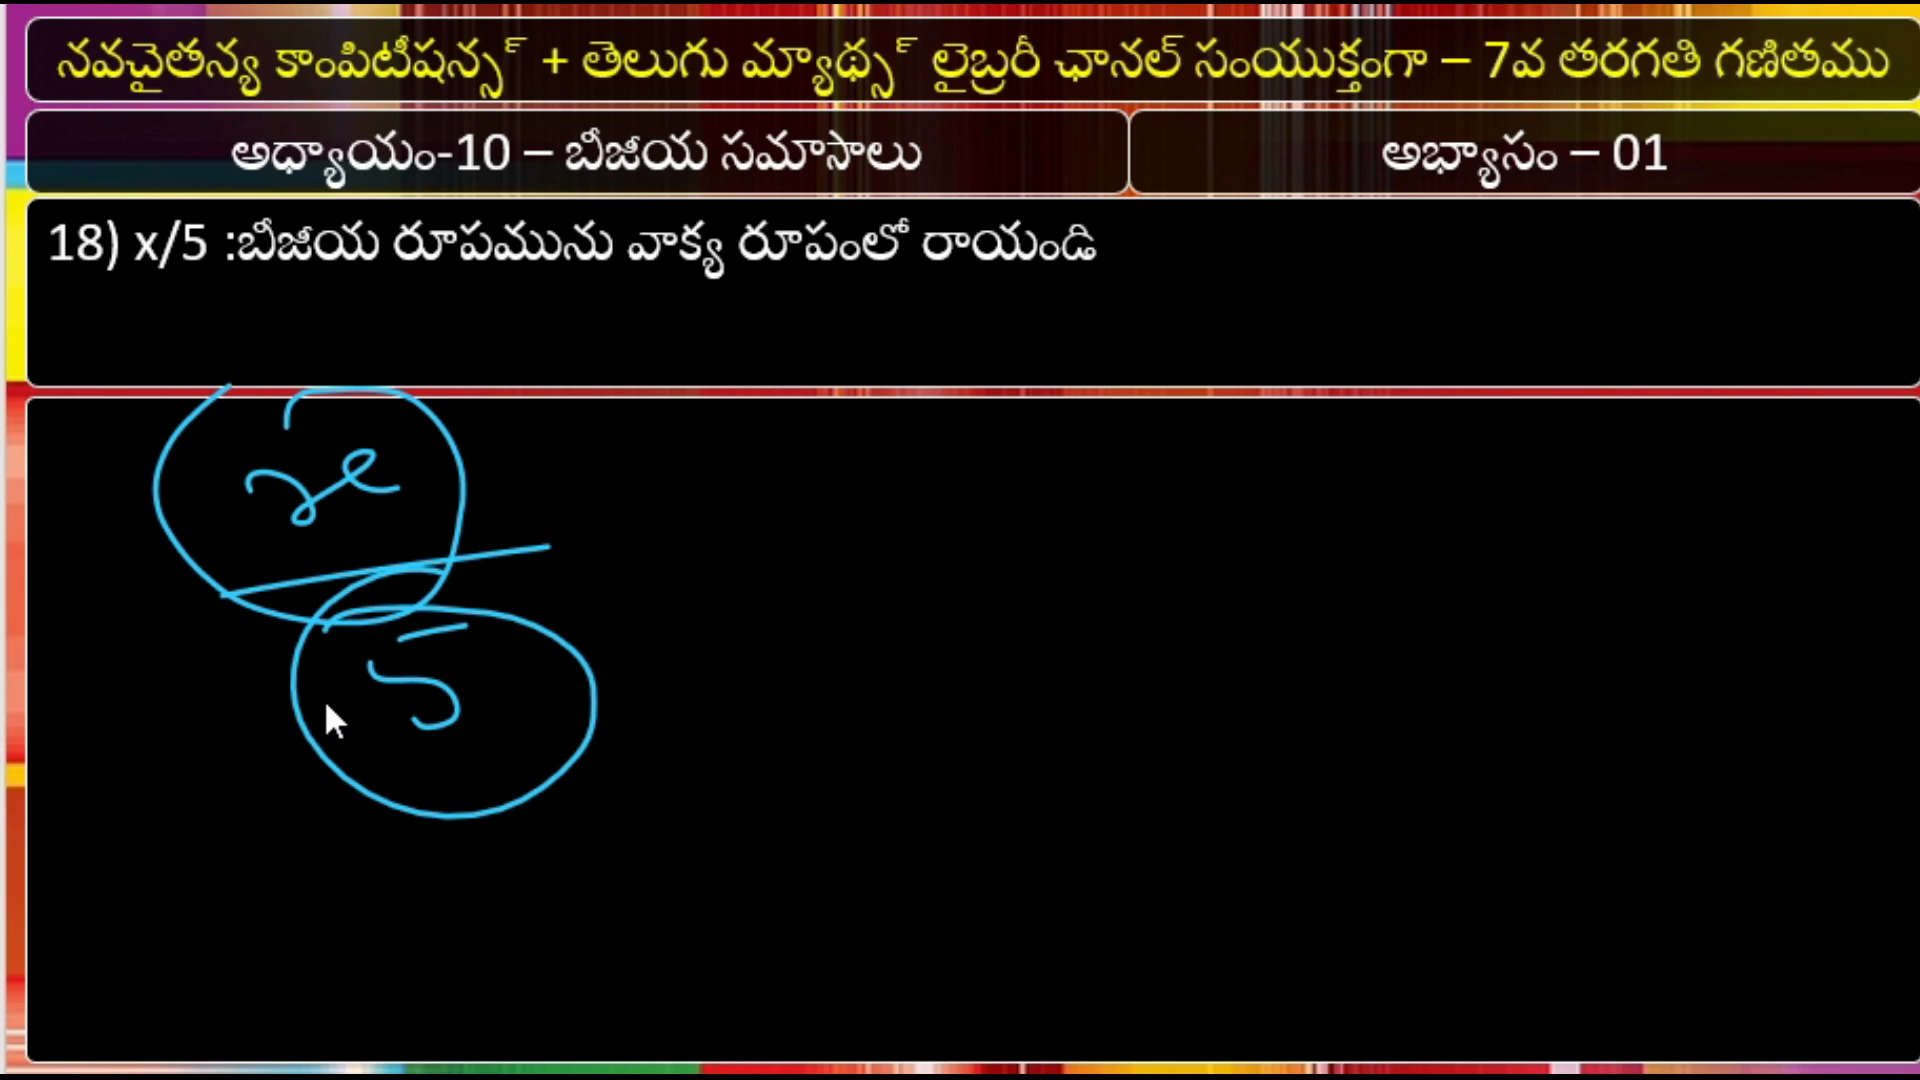 నవచైతన్య కాంపిటీషన్స్ + తెలుగు మ్యాథ్స్ లైబ్రరీ ఛానల్ సంయుక్తంగా – 7వ తరగతి గణితము
అధ్యాయం-10 – బీజీయ సమాసాలు
అభ్యాసం – 01
18) x/5 :బీజీయ రూపమును వాక్య రూపంలో రాయండి
x
5